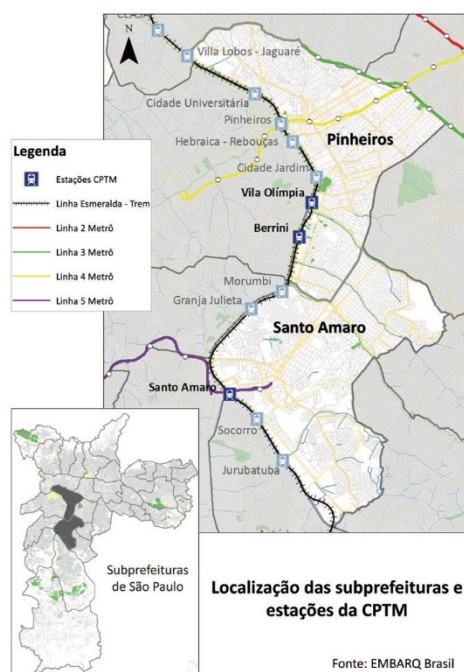 CEASA
N
Villa Lobos - Jaguaré
Cidade Universitária
Pinheiros
Hebraica - Rebouças
Pinheiros
Cidade Jardim
Vila Olímpia
Berrini
Morumbi
Granja Julieta
Santo Amaro
Santo Amaro
Socorro
Jurubatuba
Legenda
Estações CPTM
Linha Esmeralda - Trem
Linha 2 Metrô
Linha 3 Metrô
Linha 4 Metrô
Linha 5 Metrô
Subprefeituras
de São Paulo
Localização das subprefeituras e
estações da CPTM
Fonte: EMBARQ Brasil